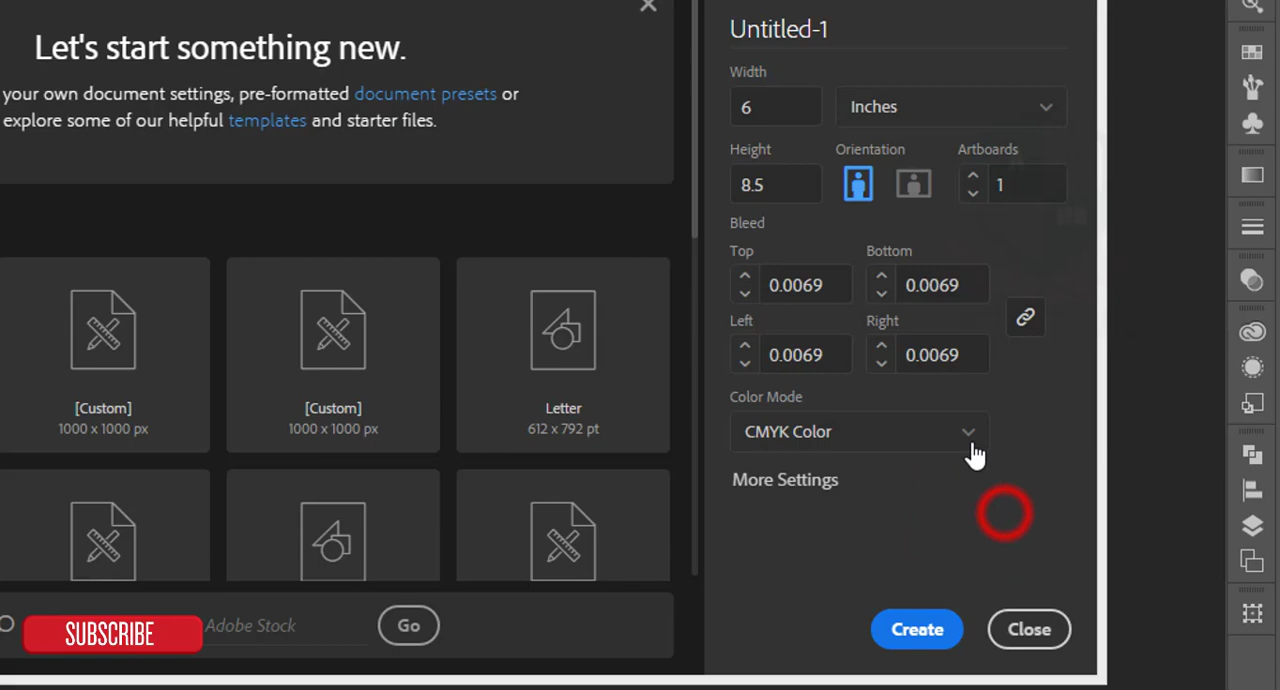 Let's start something new.
your own document settings, pre-formatted document presets or
explore some of our helpful templates and starter files.
[Custom]
1000 x 1000 px
[Custom]
1000 x 1000 px
Letter
612 x 792 pt
SUBSCRIBE
Adobe Stock
Go
Untitled-1
Width
6
Inches
Height
Orientation
Artboards
8.5
1
Bleed
Top
Bottom
0.0069
0.0069
Left
Right
0.0069
0.0069
Color Mode
CMYK Color
More Settings
Create
Close